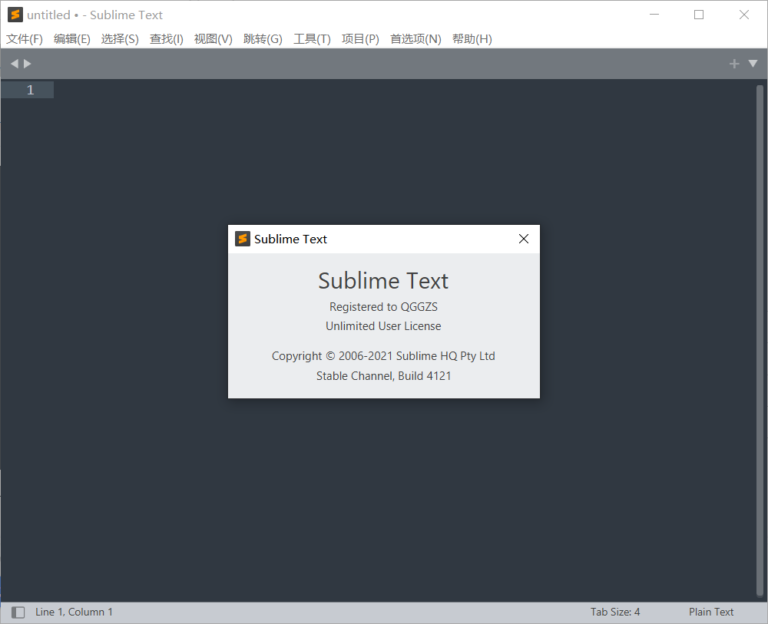 untitled • - Sublime Text
文件(F) 编辑(E) 选择(S) 查找(I) 视图(V) 跳转(G) 工具(T) 项目(P) 首选项(N) 帮助(H)
1
Sublime Text
Sublime Text
Registered to QGGZS
Unlimited User License
Copyright © 2006-2021 Sublime HQ Pty Ltd
Stable Channel, Build 4121
Line 1, Column 1 Tab Size: 4 Plain Text